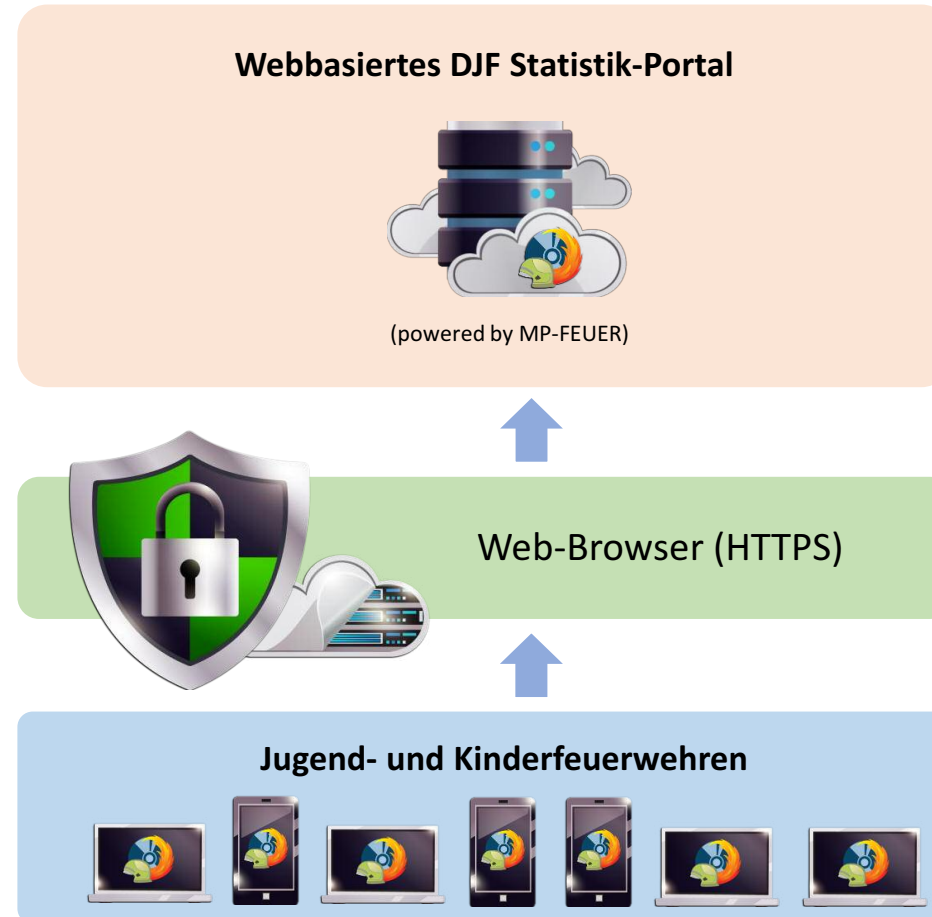 Webbasiertes DJF Statistik-Portal
(powered by MP-FEUER)
Web-Browser (HTTPS)
Jugend- und Kinderfeuerwehren